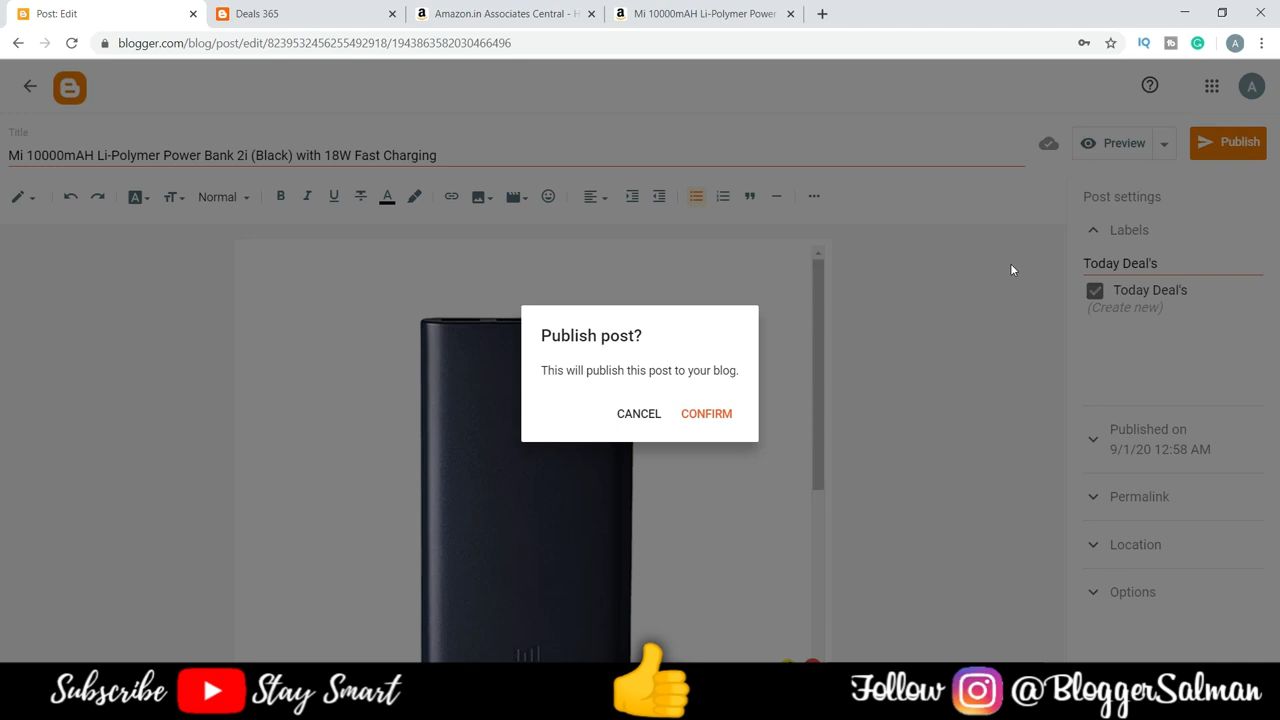 Post: Edit
Deals 365
Amazon.in Associates Central - H
Mi 10000mAH Li-Polymer Power
blogger.com/blog/post/edit/8239532456255492918/1943863582030466496
Title
Mi 10000mAH Li-Polymer Power Bank 2i (Black) with 18W Fast Charging
Preview
Publish
Normal
Post settings
Labels
Today Deal's
Today Deal's
(Create new)
Publish post?
This will publish this post to your blog.
CANCEL
CONFIRM
Published on
9/1/20 12:58 AM
Permalink
Location
Options
Subscribe
Stay Smart
Follow
@BloggerSalman